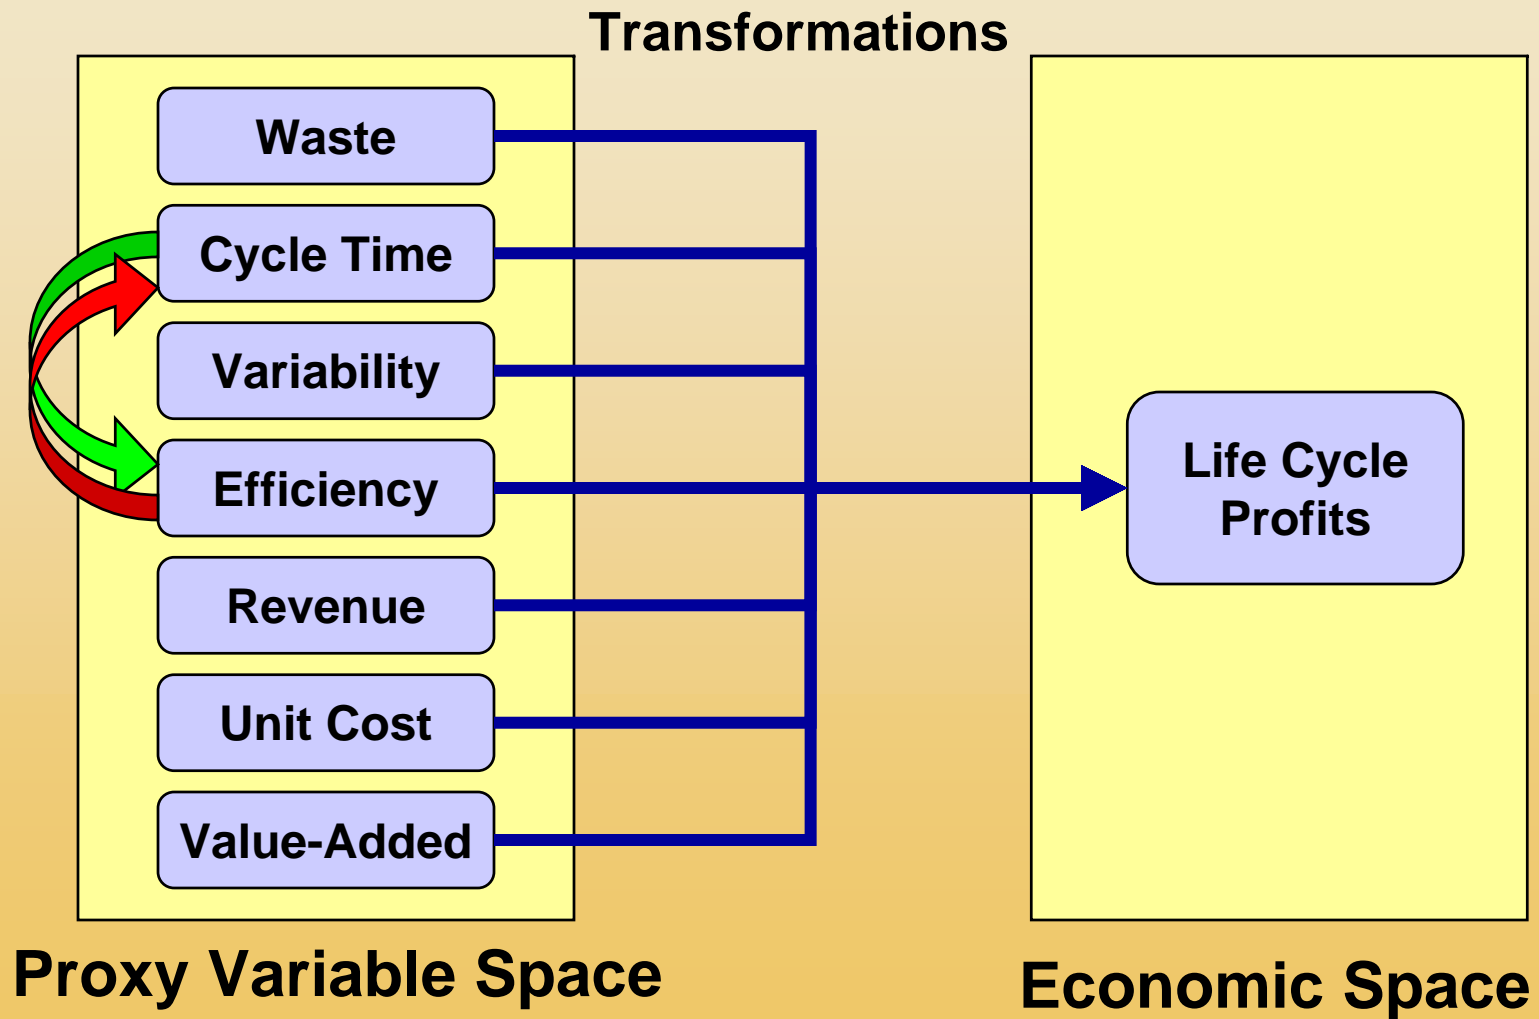 Transformations
Waste
Cycle Time
Variability
Efficiency
Revenue
Unit Cost
Value-Added
Life Cycle
Profits
Proxy Variable Space
Economic Space